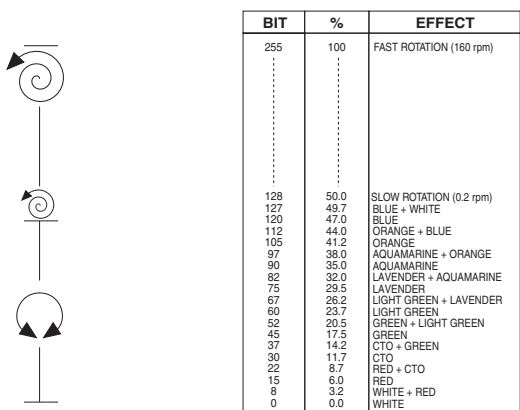 BIT % EFFECT
255 100 FAST ROTATION (160 rpm)
128 50.0 SLOW ROTATION (0.2 rpm)
127 49.7 BLUE + WHITE
120 47.0 BLUE
112 44.0 ORANGE + BLUE
105 41.2 ORANGE
97 38.0 AQUAMARINE + ORANGE
90 35.0 AQUAMARINE
82 32.0 LAVENDER + AQUAMARINE
75 29.5 LAVENDER
67 26.2 LIGHT GREEN + LAVENDER
60 23.7 LIGHT GREEN
52 20.5 GREEN + LIGHT GREEN
45 17.5 GREEN
37 14.2 CTO + GREEN
30 11.7 CTO
22 8.7 RED + CTO
15 6.0 RED
8 3.2 WHITE + RED
0 0.0 WHITE